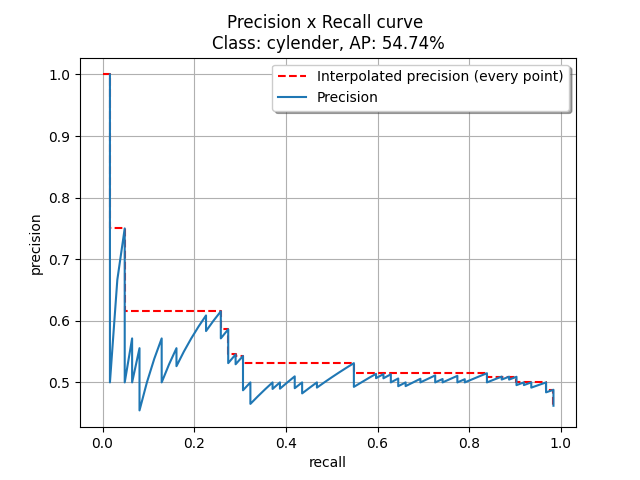 Precision x Recall curve
Class: cylender, AP: 54.74%
Interpolated precision (every point)
Precision
1.0
0.9
0.8
0.7
0.6
0.5
precision
0.0 0.2 0.4 0.6 0.8 1.0
recall